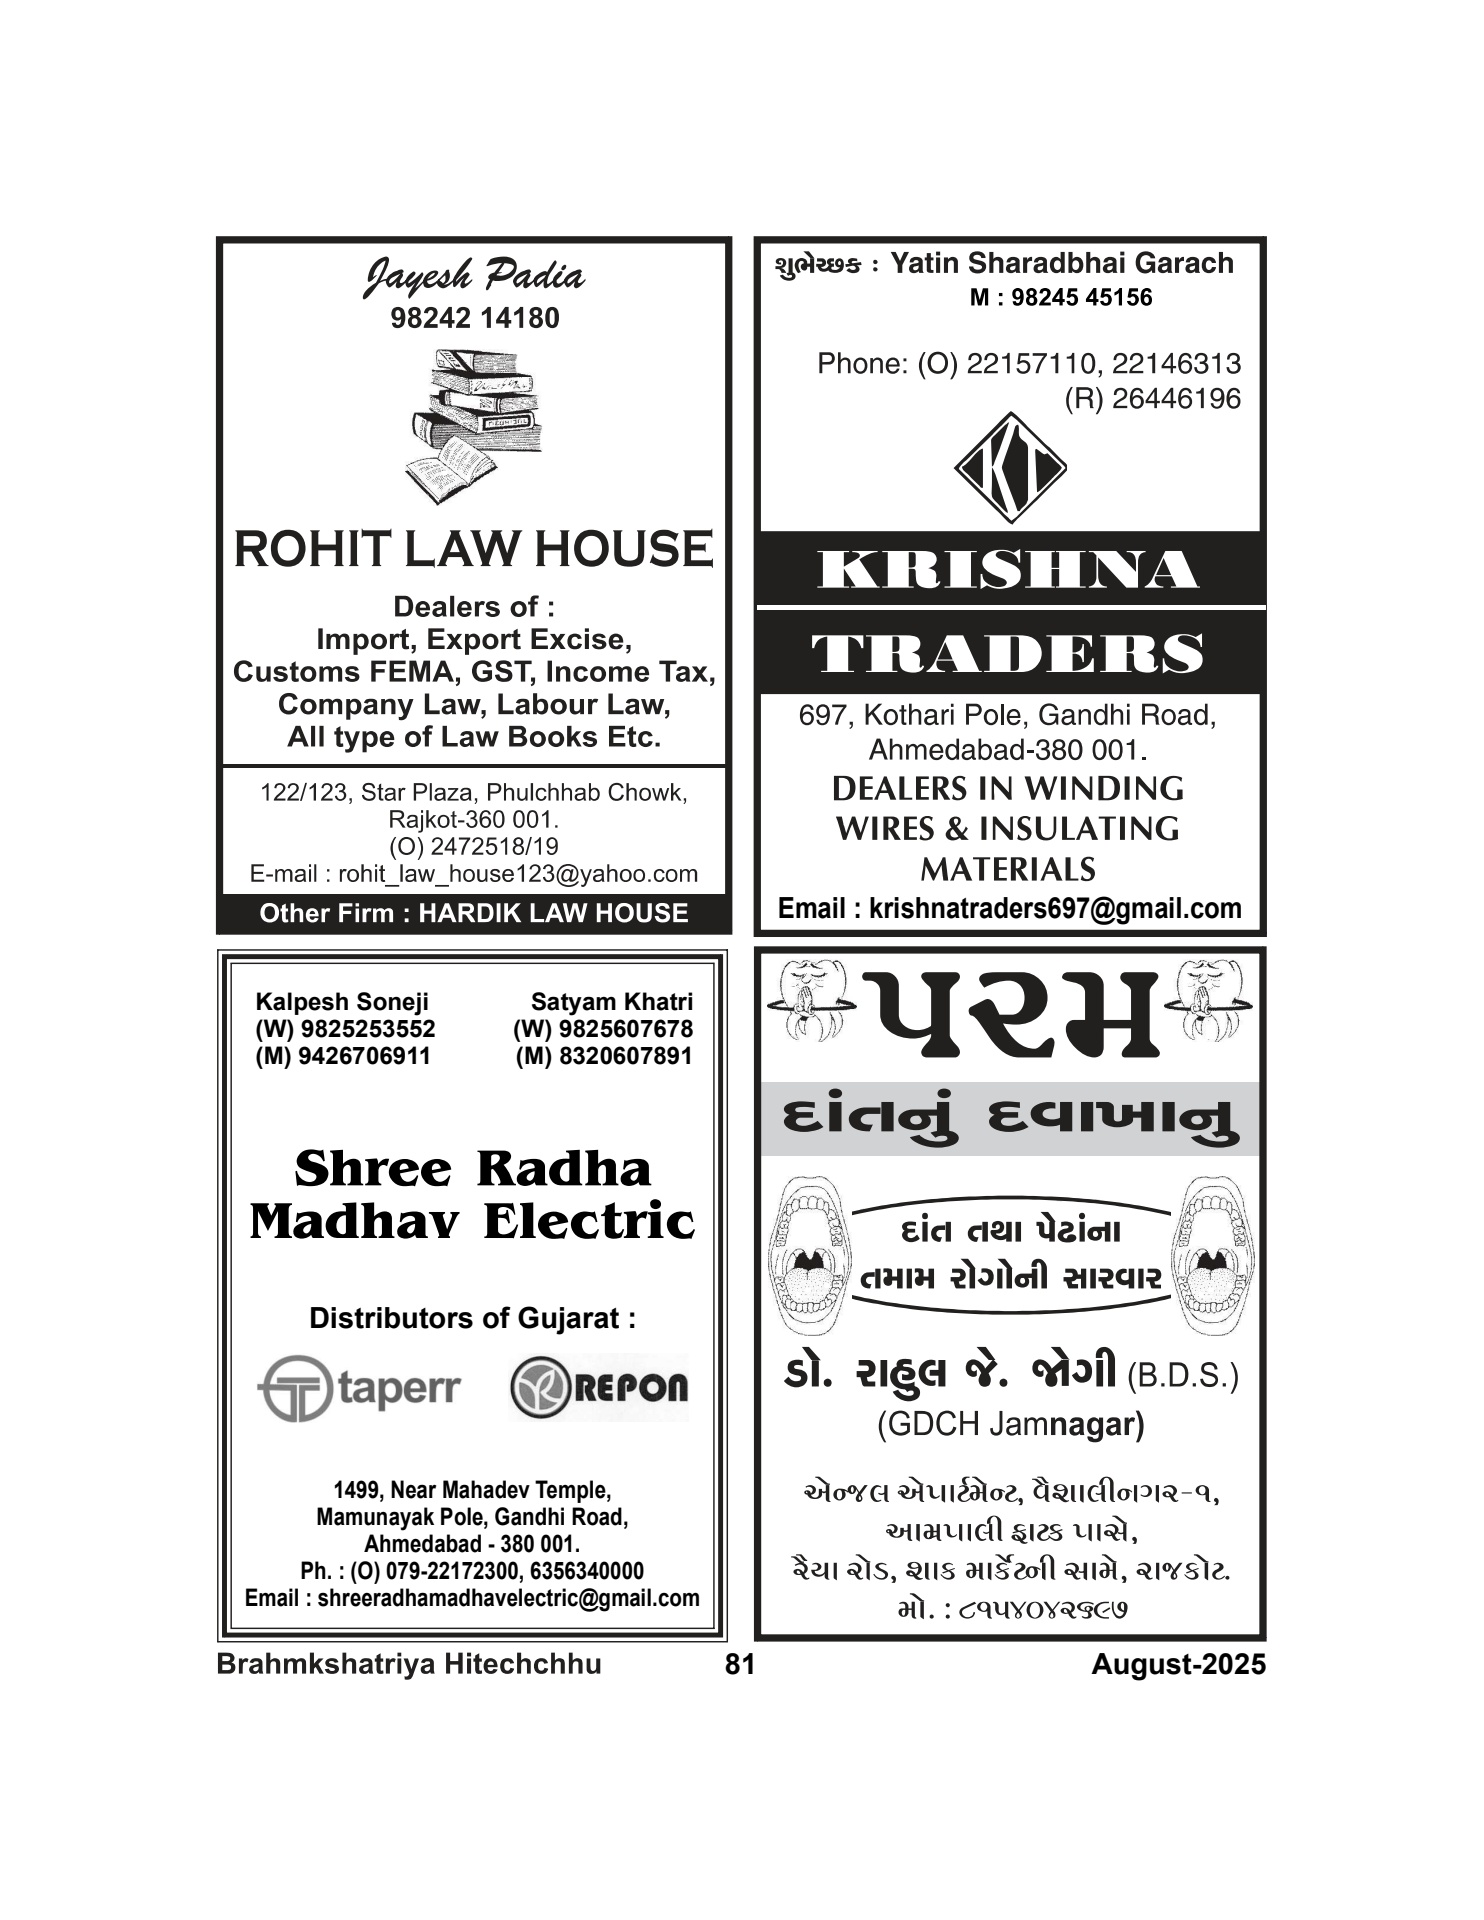 Jayesh Padia
98242 14180
ROHIT LAW HOUSE
Dealers of :
Import, Export Excise,
Customs FEMA, GST, Income Tax,
Company Law, Labour Law,
All type of Law Books Etc.
122/123, Star Plaza, Phulchhab Chowk,
Rajkot-360 001.
(O) 2472518/19
E-mail : rohit_law_house123@yahoo.com
Other Firm : HARDIK LAW HOUSE
શુભેચ્છક : Yatin Sharadbhai Garach
M : 98245 45156
Phone: (O) 22157110, 22146313
(R) 26446196
KT
KRISHNA
TRADERS
697, Kothari Pole, Gandhi Road,
Ahmedabad-380 001.
DEALERS IN WINDING
WIRES & INSULATING
MATERIALS
Email : krishnatraders697@gmail.com
Kalpesh Soneji Satyam Khatri
(W) 9825253552 (W) 9825607678
(M) 9426706911 (M) 8320607891
Shree Radha
Madhav Electric
Distributors of Gujarat :
taperr REPON
1499, Near Mahadev Temple,
Mamunayak Pole, Gandhi Road,
Ahmedabad - 380 001.
Ph. : (O) 079-22172300, 6356340000
Email : shreeradhamadhavelectric@gmail.com
પરમ
દાંતનું દવાખાનુ
દાંત તથા પેઢાંના
તમામ રોગોની સારવાર
ડો. રાહુલ જે. જોગી (B.D.S.)
(GDCH Jamnagar)
એન્જલ એપાર્ટમેન્ટ, વૈશાલીનગર-૧,
આમ્રપાલી ફાટક પાસે,
રૈયા રોડ, શાક માર્કેટની સામે, રાજકોટ.
મો. : ૮૧૫૪૦૪૨૬૯૭
Brahmkshatriya Hitechchhu 81 August-2025